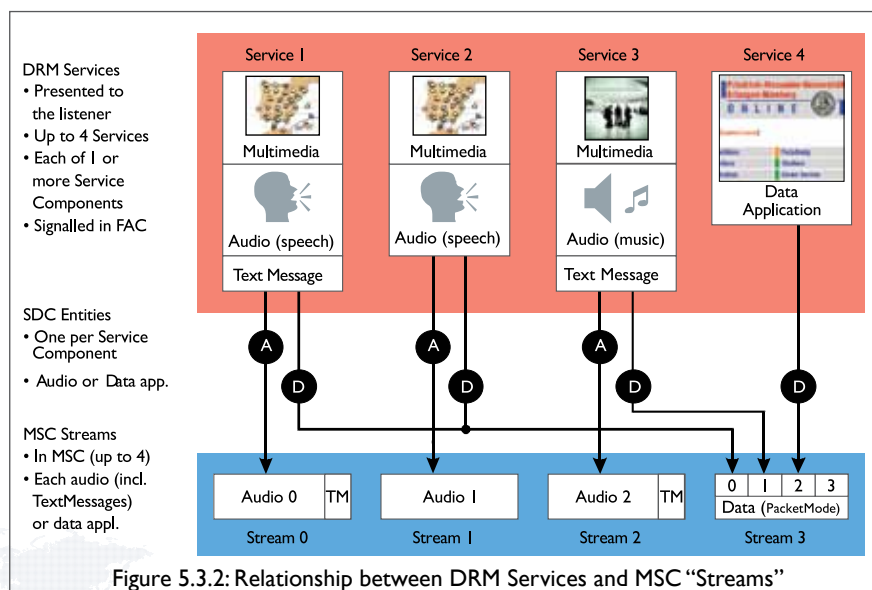 DRM Services
• Presented to
the listener
• Up to 4 Services
• Each of 1 or
more Service
Components
• Signalled in FAC
SDC Entities
• One per Service
Component
• Audio or Data app.
MSC Streams
• In MSC (up to 4)
• Each audio (incl.
TextMessages)
or data appl.
Service 1
Multimedia
Audio (speech)
Text Message
Service 2
Multimedia
Audio (speech)
Service 3
Multimedia
Audio (music)
Text Message
Service 4
ONLINE
Data
Application
A
D
A
D
A
D
D
Audio 0
TM
Stream 0
Audio 1
Stream 1
Audio 2
TM
Stream 2
0 1 2 3
Data (PacketMode)
Stream 3
Figure 5.3.2: Relationship between DRM Services and MSC “Streams”